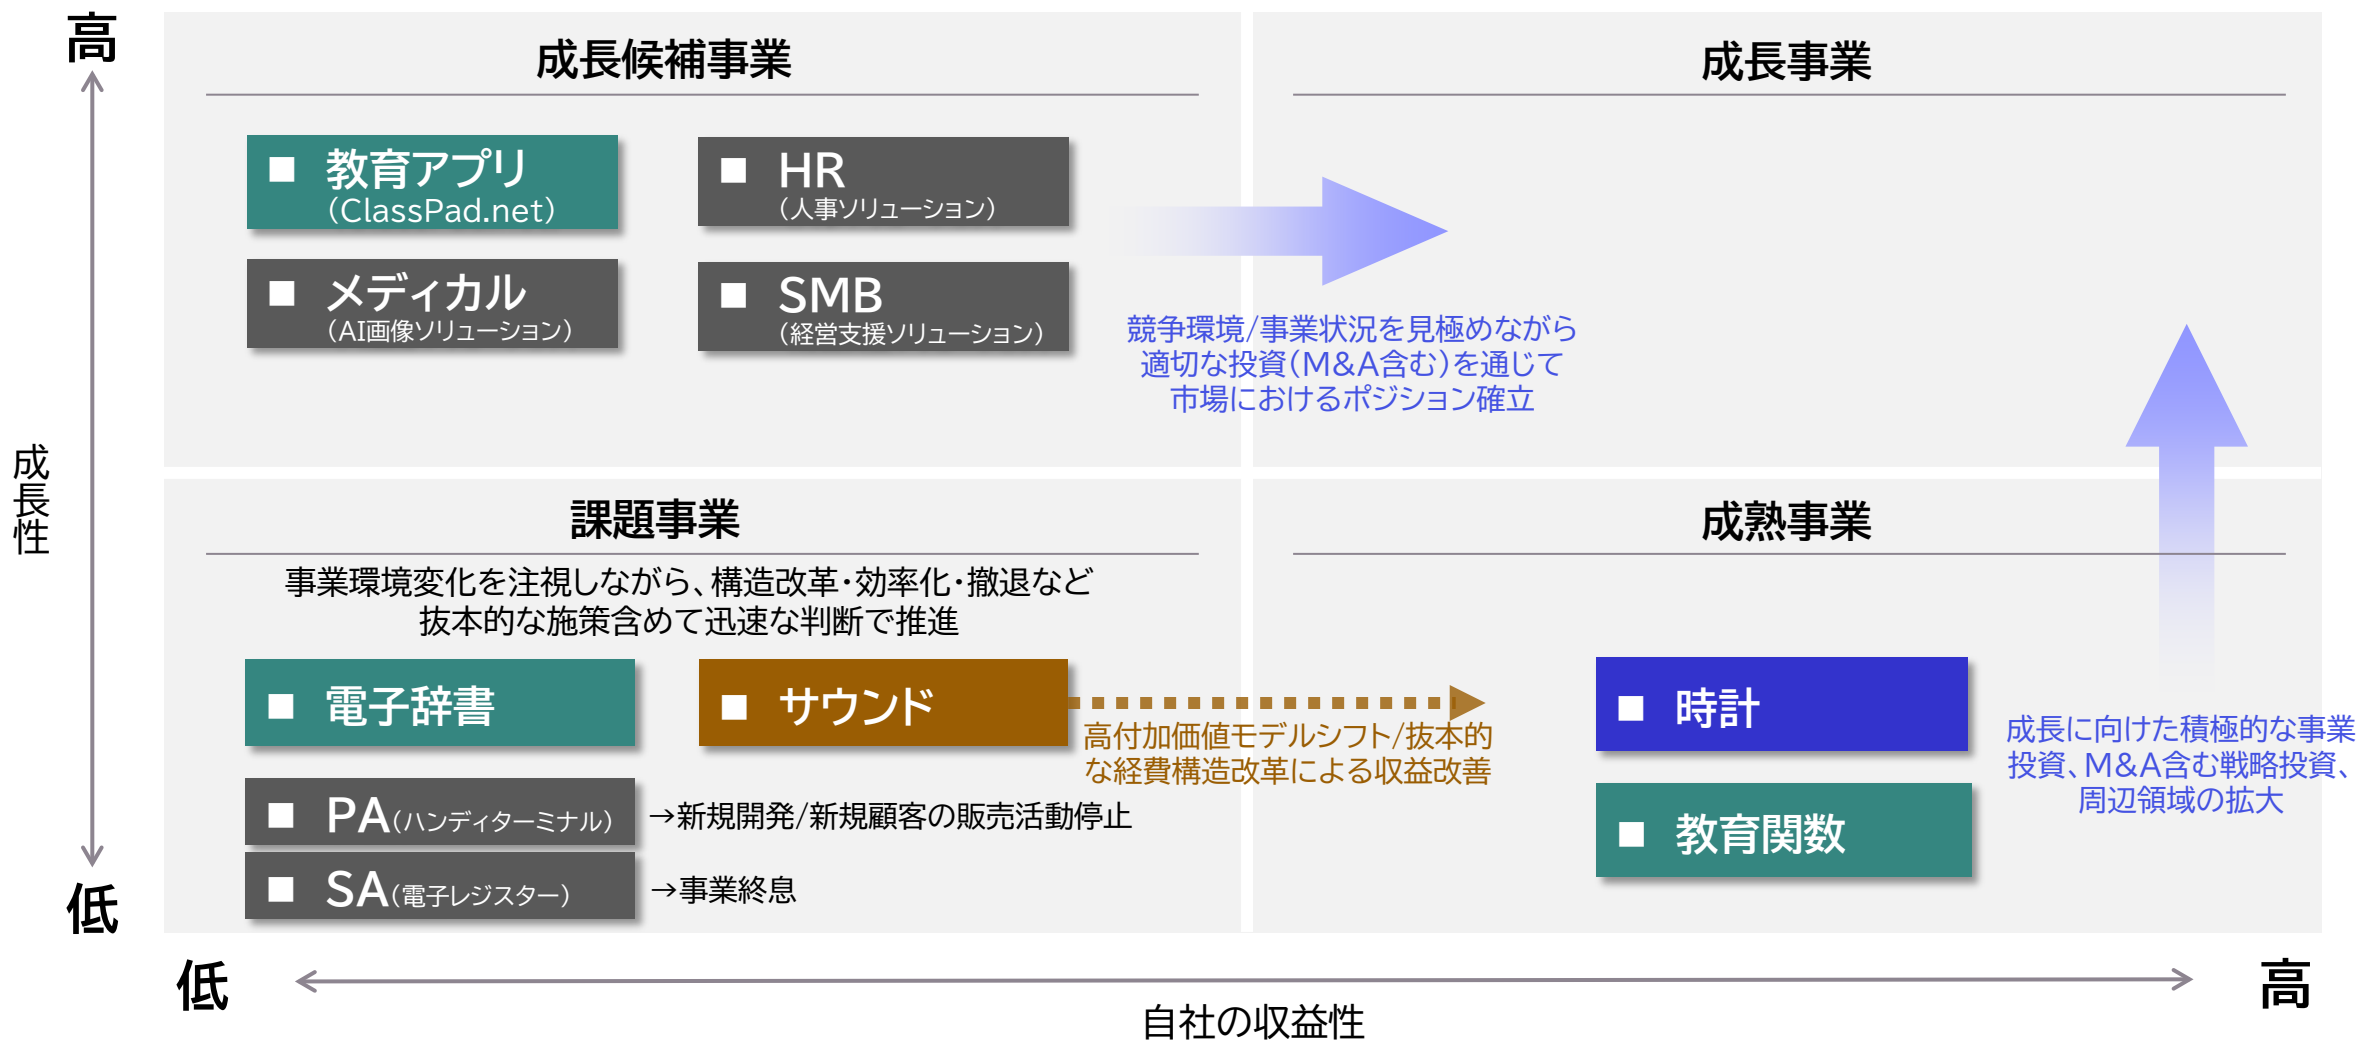 高
成長性
低
成長候補事業
■ 教育アプリ
（ClassPad.net）
■ HR
（人事ソリューション）
■ メディカル
（AI画像ソリューション）
■ SMB
（経営支援ソリューション）
成長事業
競争環境/事業状況を見極めながら
適切な投資（M&A含む）を通じて
市場におけるポジション確立
課題事業
事業環境変化を注視しながら、構造改革・効率化・撤退など
抜本的な施策含めて迅速な判断で推進
■ 電子辞書
■ サウンド
高付加価値モデルシフト/抜本的
な経費構造改革による収益改善
■ PA（ハンディターミナル）
→新規開発/新規顧客の販売活動停止
■ SA（電子レジスター）
→事業終息
成熟事業
■ 時計
■ 教育関数
成長に向けた積極的な事業
投資、M&A含む戦略投資、
周辺領域の拡大
低
自社の収益性
高